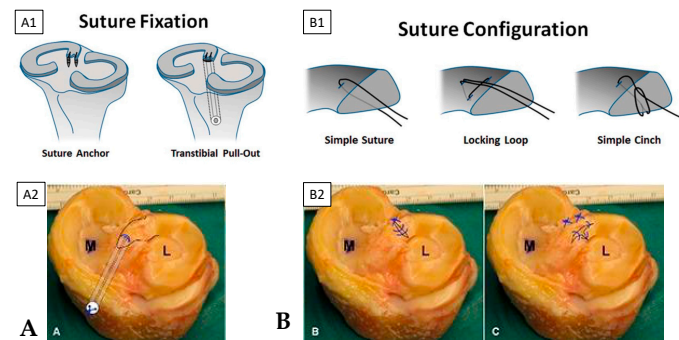 A1
Suture Fixation
Suture Anchor
Transtibial Pull-Out
B1
Suture Configuration
Simple Suture
Locking Loop
Simple Cinch
A2
M
L
A
A
B2
M
L
B
M
L
C
B